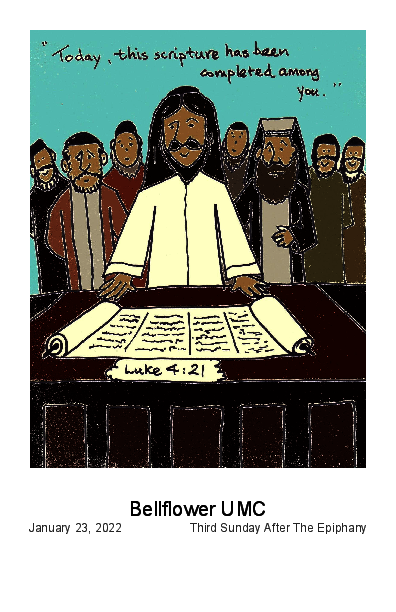 "Today, this scripture has been
completed among
you."
Luke 4:21
Bellflower UMC
January 23, 2022 Third Sunday After The Epiphany